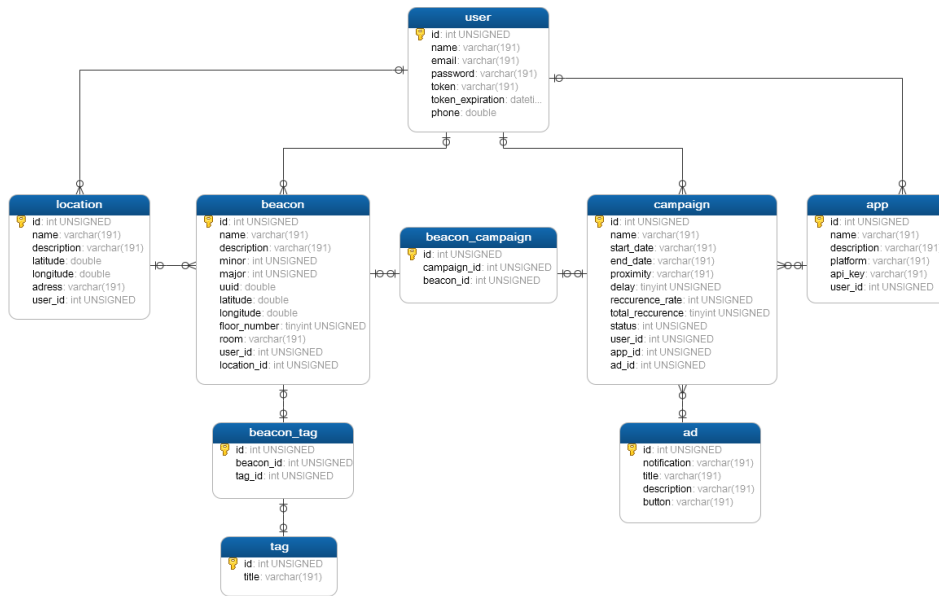 user
id: int UNSIGNED
name: varchar(191)
email: varchar(191)
password: varchar(191)
token: varchar(191)
token_expiration: dateti...
phone: double
location
id: int UNSIGNED
name: varchar(191)
description: varchar(191)
latitude: double
longitude: double
adress: varchar(191)
user_id: int UNSIGNED
beacon
id: int UNSIGNED
name: varchar(191)
description: varchar(191)
minor: int UNSIGNED
major: int UNSIGNED
uuid: double
latitude: double
longitude: double
floor_number: tinyint UNSIGNED
room: varchar(191)
user_id: int UNSIGNED
location_id: int UNSIGNED
beacon_campaign
id: int UNSIGNED
campaign_id: int UNSIGNED
beacon_id: int UNSIGNED
campaign
id: int UNSIGNED
name: varchar(191)
start_date: varchar(191)
end_date: varchar(191)
proximity: varchar(191)
delay: tinyint UNSIGNED
reccurence_rate: int UNSIGNED
total_reccurence: tinyint UNSIGNED
status: int UNSIGNED
user_id: int UNSIGNED
app_id: int UNSIGNED
ad_id: int UNSIGNED
app
id: int UNSIGNED
name: varchar(191)
description: varchar(191)
platform: varchar(191)
api_key: varchar(191)
user_id: int UNSIGNED
beacon_tag
id: int UNSIGNED
beacon_id: int UNSIGNED
tag_id: int UNSIGNED
ad
id: int UNSIGNED
notification: varchar(191)
title: varchar(191)
description: varchar(191)
button: varchar(191)
tag
id: int UNSIGNED
title: varchar(191)